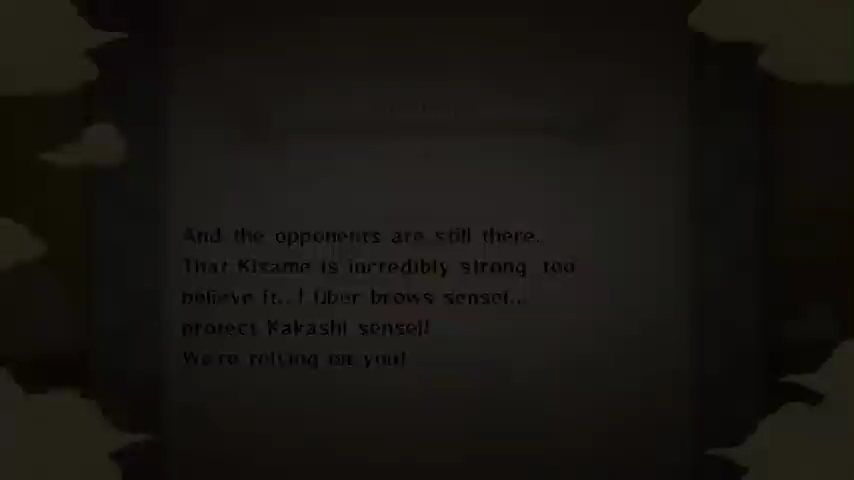 And the opponents are still there..
That Kisame is incredibly strong, too
believe it..! Uber brows sensei...
protect Kakashi sensei!
We're relying on you!